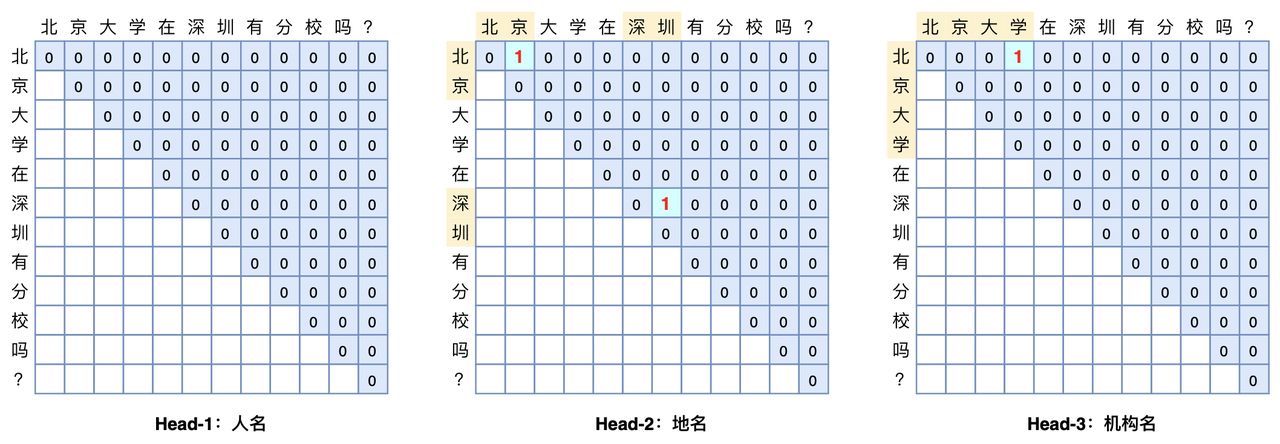 北 京 大 学 在 深 圳 有 分 校 吗 ?
北 0 0 0 0 0 0 0 0 0 0 0 0
京 0 0 0 0 0 0 0 0 0 0 0
大 0 0 0 0 0 0 0 0 0 0
学 0 0 0 0 0 0 0 0 0
在 0 0 0 0 0 0 0 0
深 0 0 0 0 0 0 0
圳 0 0 0 0 0 0
有 0 0 0 0 0
分 0 0 0 0
校 0 0 0
吗 0 0
? 0
Head-1：人名
北 京 大 学 在 深 圳 有 分 校 吗 ?
北 0 1 0 0 0 0 0 0 0 0 0 0
京 0 0 0 0 0 0 0 0 0 0 0
大 0 0 0 0 0 0 0 0 0 0
学 0 0 0 0 0 0 0 0 0
在 0 0 0 0 0 0 0 0
深 0 1 0 0 0 0 0
圳 0 0 0 0 0 0
有 0 0 0 0 0
分 0 0 0 0
校 0 0 0
吗 0 0
? 0
Head-2：地名
北 京 大 学 在 深 圳 有 分 校 吗 ?
北 0 0 0 1 0 0 0 0 0 0 0 0
京 0 0 0 0 0 0 0 0 0 0 0
大 0 0 0 0 0 0 0 0 0 0
学 0 0 0 0 0 0 0 0 0
在 0 0 0 0 0 0 0 0
深 0 0 0 0 0 0 0
圳 0 0 0 0 0 0
有 0 0 0 0 0
分 0 0 0 0
校 0 0 0
吗 0 0
? 0
Head-3：机构名